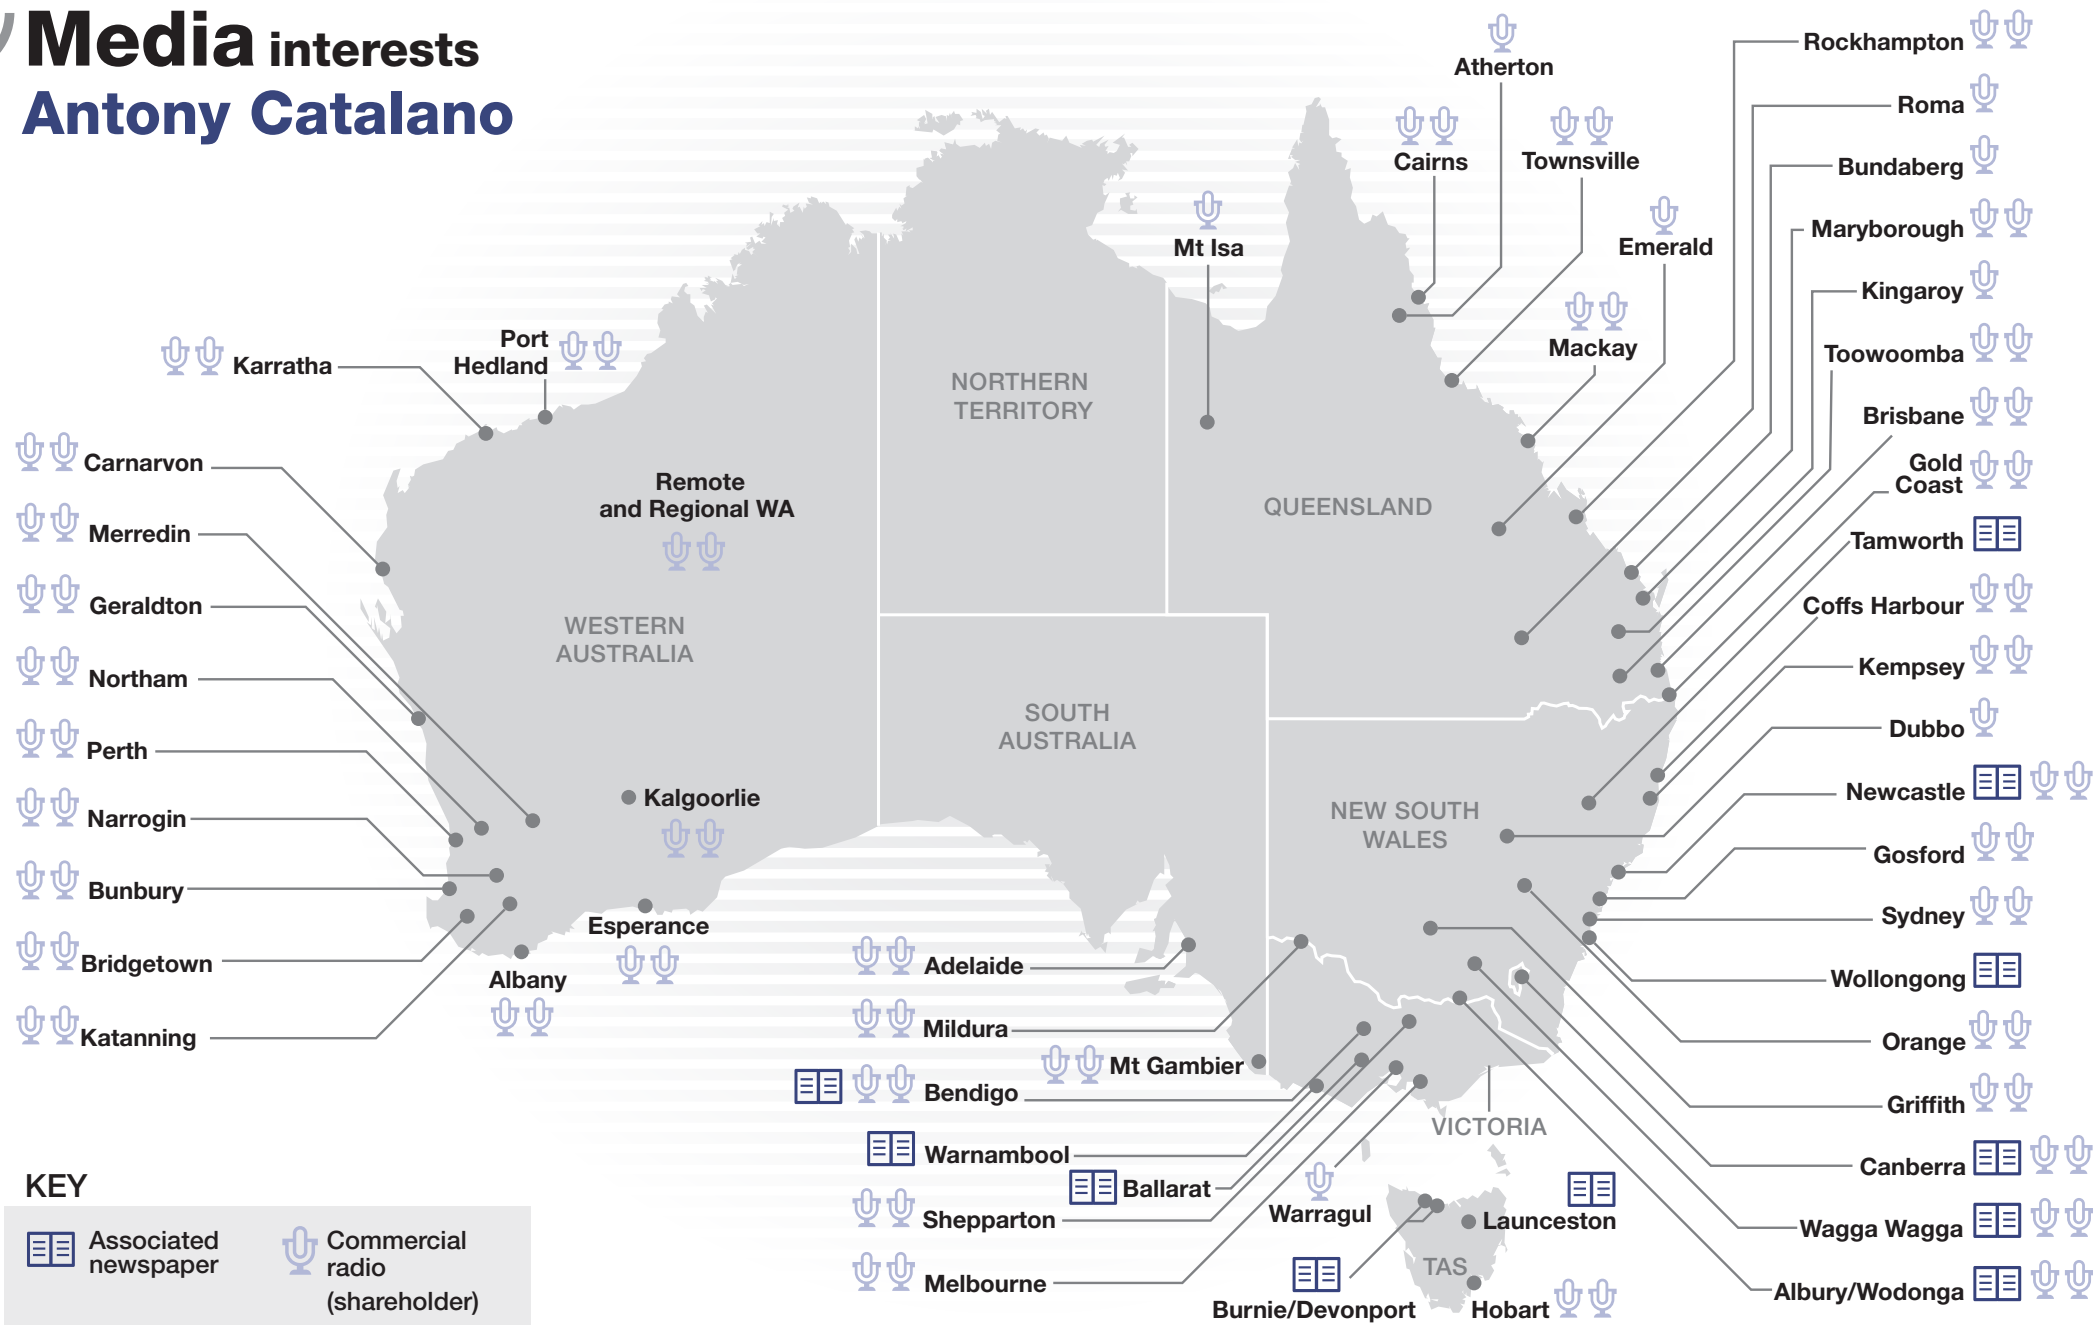 Media interests
Antony Catalano
Atherton
Cairns
Townsville
Mt Isa
Emerald
Mackay
Rockhampton
Roma
Bundaberg
Maryborough
Kingaroy
Toowoomba
Brisbane
Gold
Coast
Tamworth
Coffs Harbour
Kempsey
Dubbo
Newcastle
Gosford
Sydney
Wollongong
Orange
Griffith
Canberra
Wagga Wagga
Albury/Wodonga
Port
Hedland
Karratha
Carnarvon
Merredin
Geraldton
Northam
Perth
Narrogin
Bunbury
Bridgetown
Katanning
Remote
and Regional WA
WESTERN
AUSTRALIA
NORTHERN
TERRITORY
QUEENSLAND
SOUTH
AUSTRALIA
NEW SOUTH
WALES
Kalgoorlie
Esperance
Albany
Adelaide
Mildura
Mt Gambier
Bendigo
Warnambool
Ballarat
Shepparton
Melbourne
VICTORIA
Warragul
Launceston
TAS
Burnie/Devonport
Hobart
KEY
Associated
newspaper
Commercial
radio
(shareholder)